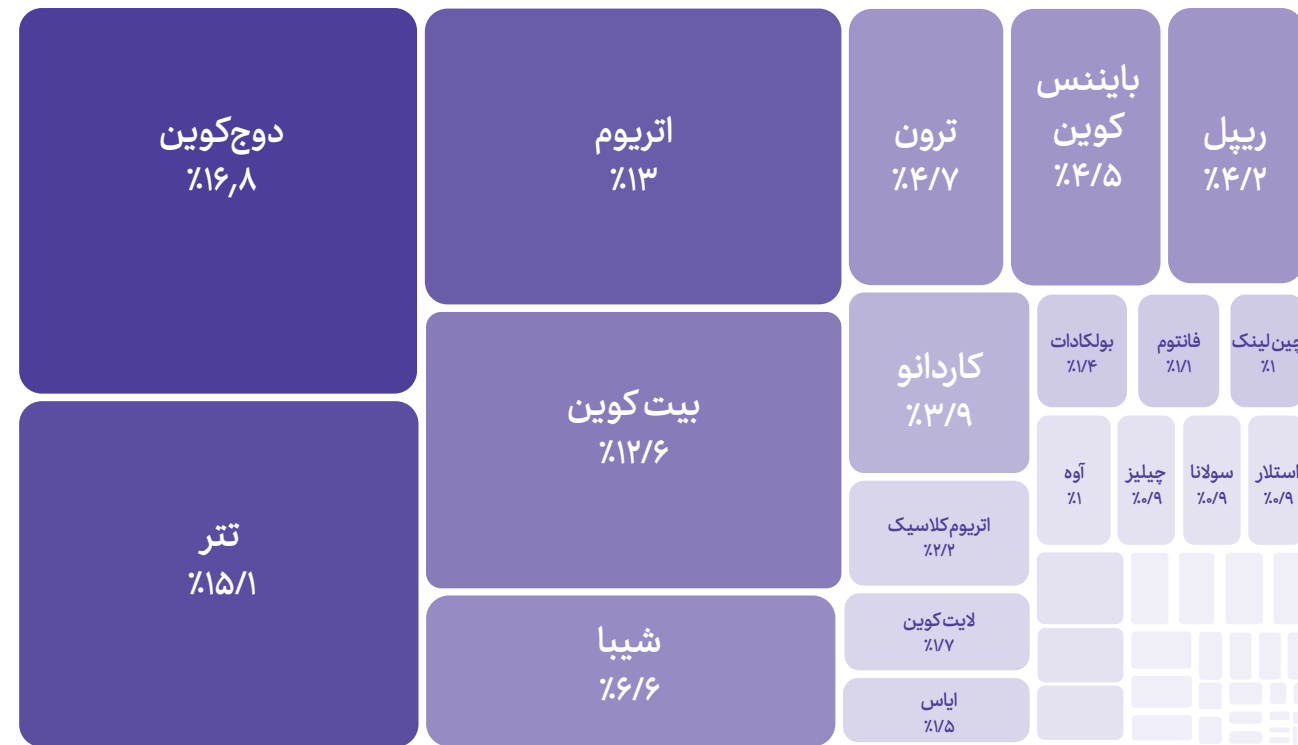 دوج‌کوین
٪۱۶٫۸
تتر
٪۱۵/۱
اتریوم
٪۱۳
بیت کوین
٪۱۲/۶
شیبا
٪۶/۶
ترون
٪۴/۷
بایننس
کوین
٪۴/۵
ریپل
٪۴/۲
کاردانو
٪۳/۹
اتریوم‌کلاسیک
٪۲/۲
لایت‌کوین
٪۱/۷
ایاس
٪۱/۵
بولکادات
٪۱/۴
فانتوم
٪۱/۱
چین‌لینک
٪۱
آوه
٪۱
چیلیز
٪۰/۹
سولانا
٪۰/۹
استلار
٪۰/۹